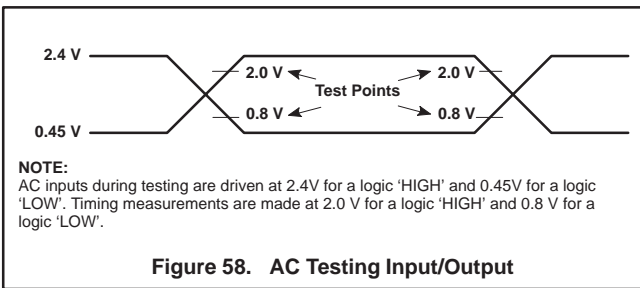 2.4 V
2.0 V 2.0 V
Test Points
0.8 V 0.8 V
0.45 V
NOTE:
AC inputs during testing are driven at 2.4V for a logic ‘HIGH’ and 0.45V for a logic
‘LOW’. Timing measurements are made at 2.0 V for a logic ‘HIGH’ and 0.8 V for a
logic ‘LOW’.
Figure 58. AC Testing Input/Output